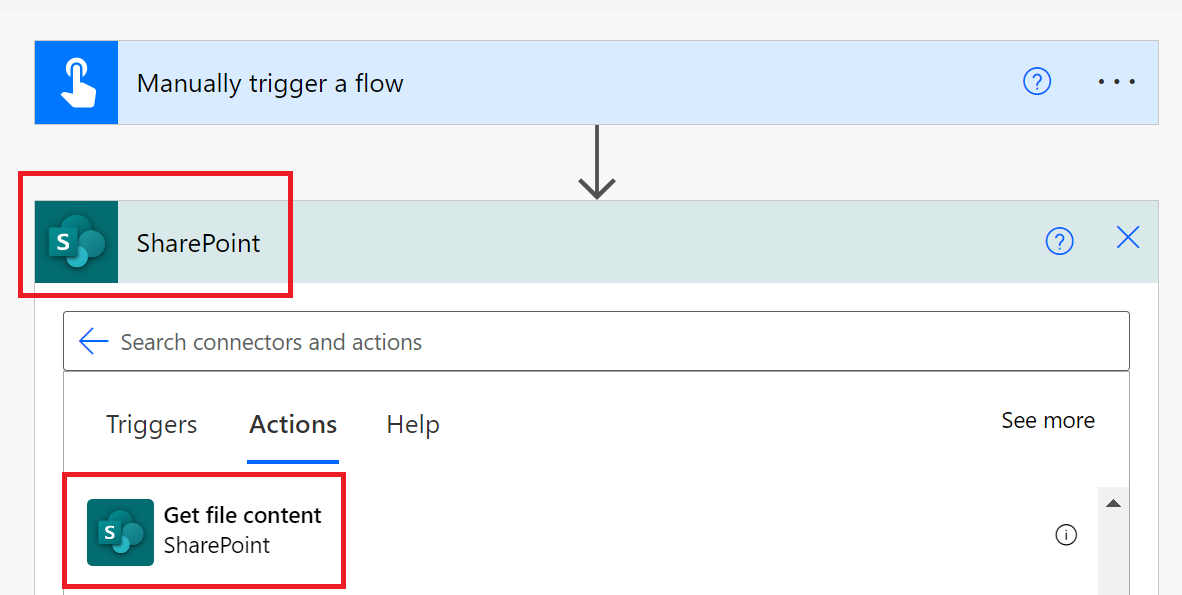 Manually trigger a flow
SharePoint
Search connectors and actions
Triggers Actions Help See more
Get file content
SharePoint